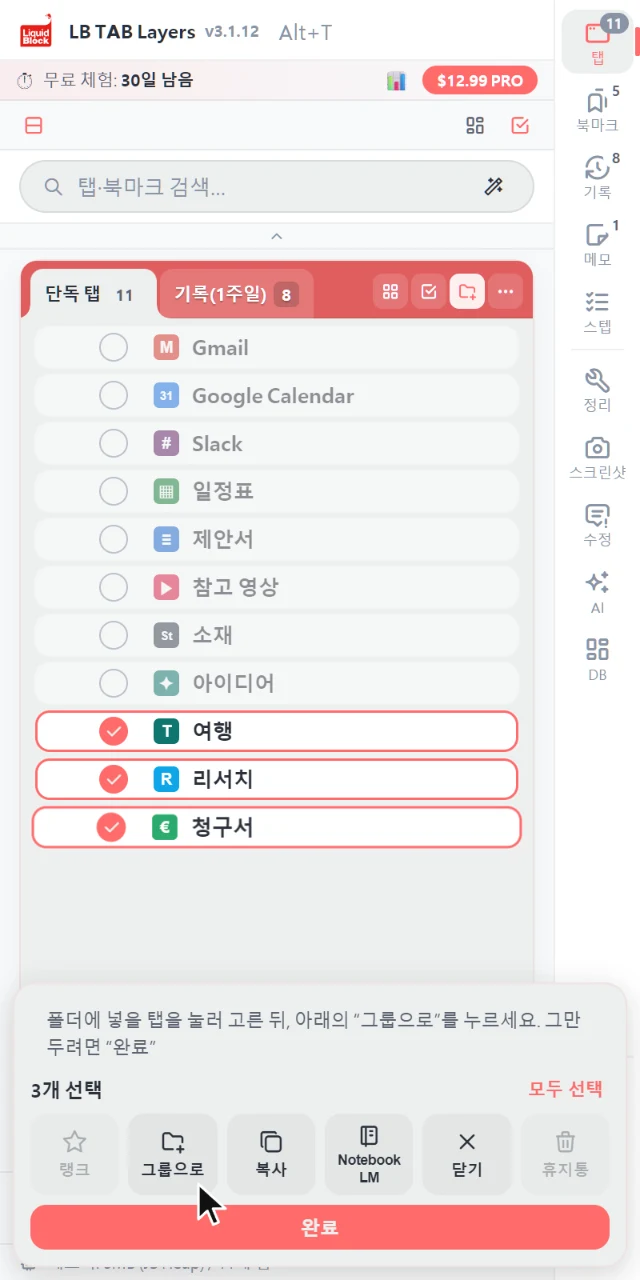 Liquid Block
LB TAB Layers v3.1.12 Alt+T
무료 체험: 30일 남음
$12.99 PRO
탭·북마크 검색...
단독 탭 11
기록(1주일) 8
M Gmail
31 Google Calendar
# Slack
일정표
제안서
참고 영상
St 소재
아이디어
T 여행
R 리서치
€ 청구서
폴더에 넣을 탭을 눌러 고른 뒤, 아래의 “그룹으로”를 누르세요. 그만
두려면 “완료”
3개 선택
모두 선택
랭크
그룹으로
복사
Notebook
LM
닫기
휴지통
완료
11
탭
5
북마크
8
기록
1
메모
스텝
정리
스크린샷
수정
AI
DB